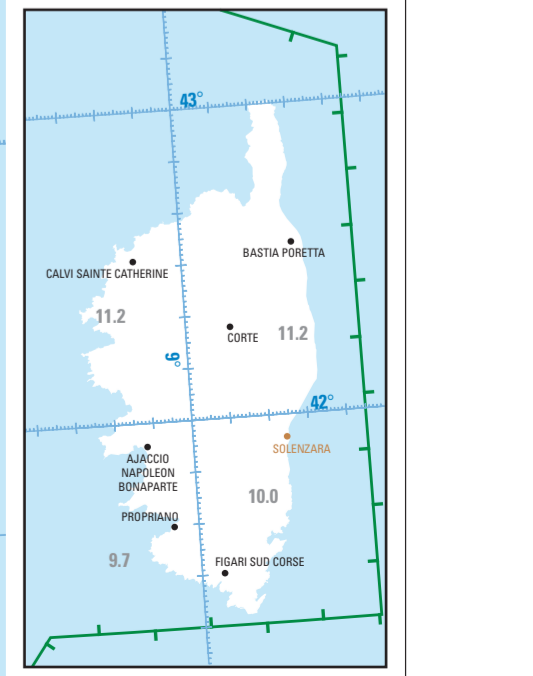 43°
BASTIA PORETTA
CALVI SAINTE CATHERINE
11.2
CORTE
11.2
9°
42°
SOLENZARA
AJACCIO
NAPOLEON
BONAPARTE
10.0
PROPRIANO
9.7
FIGARI SUD CORSE